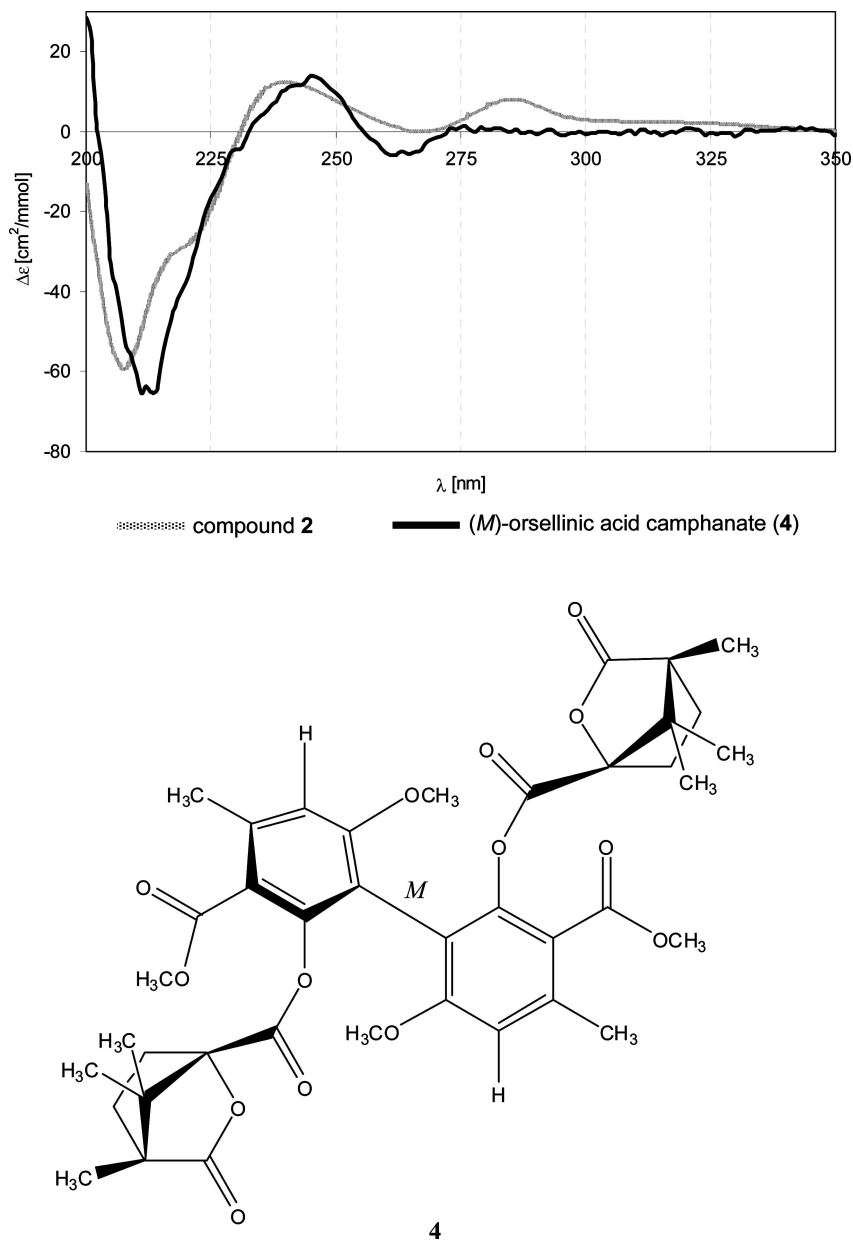 20
0
200 225 250 275 300 325 350
-20
-40
-60
-80
Δε [cm²/mmol]
λ [nm]
compound 2
(M)-orsellinic acid camphanate (4)
O
CH₃
O
H
O
CH₃
CH₃
H₃C
OCH₃
O
O
O
M
OCH₃
H₃CO
O
H₃CO
CH₃
H₃C
H₃C
O
H
O
H₃C
O
O
4